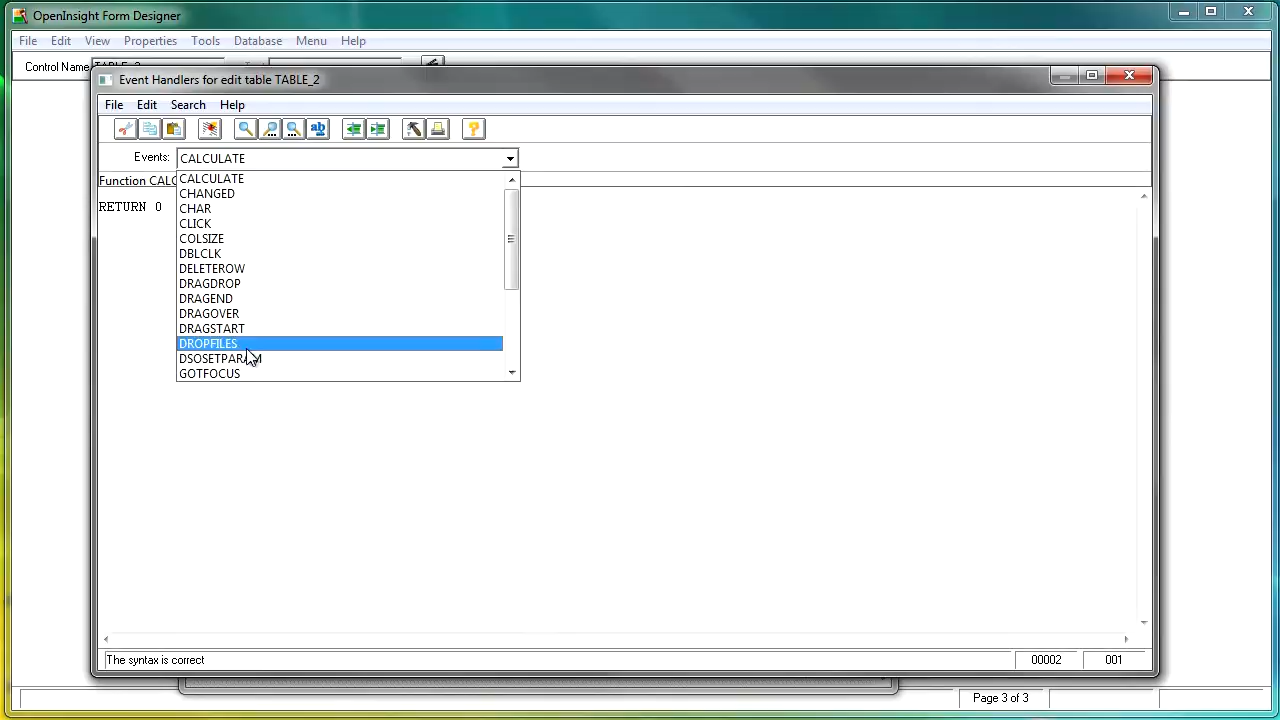 OpenInsight Form Designer
File Edit View Properties Tools Database Menu Help
Control Name TABLE_2
Event Handlers for edit table TABLE_2
File Edit Search Help
Events: CALCULATE
Function CALC
RETURN 0
CALCULATE
CHANGED
CHAR
CLICK
COLSIZE
DBLCLK
DELETEROW
DRAGDROP
DRAGEND
DRAGOVER
DRAGSTART
DROPFILES
DSOSETPARAM
GOTFOCUS
The syntax is correct 00002 001
Page 3 of 3